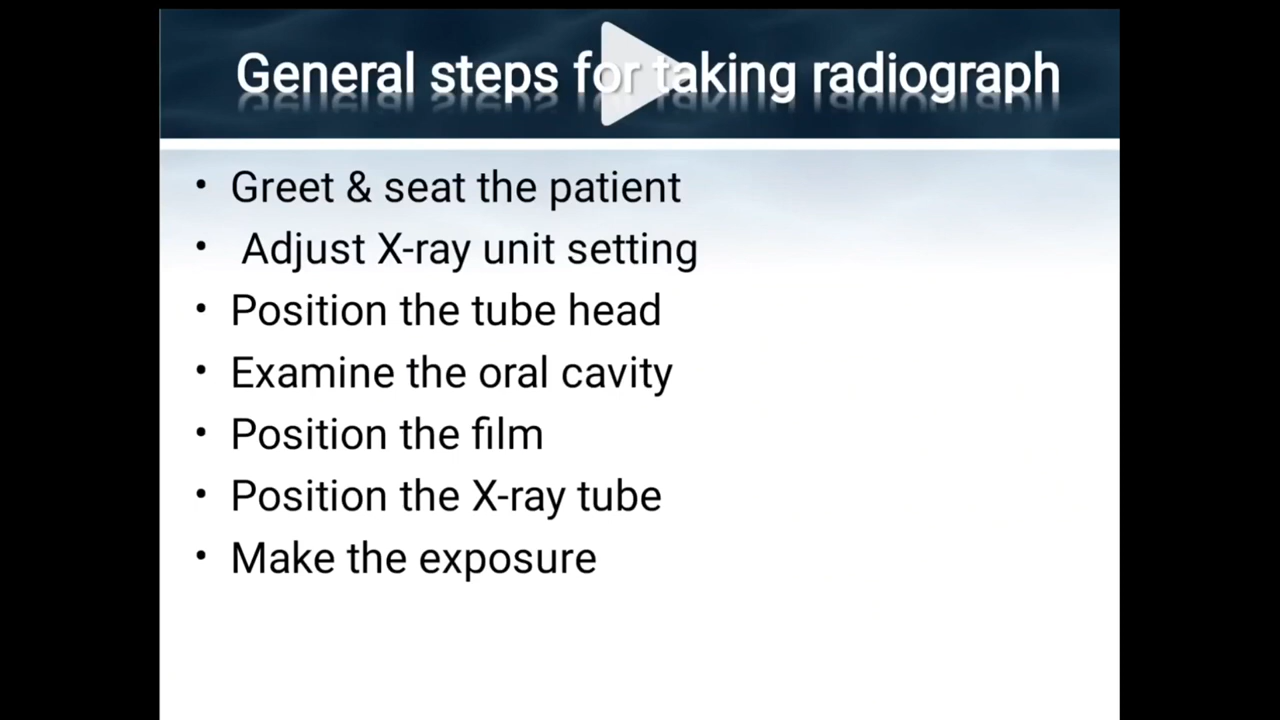 General steps for taking radiograph
• Greet & seat the patient
• Adjust X-ray unit setting
• Position the tube head
• Examine the oral cavity
• Position the film
• Position the X-ray tube
• Make the exposure